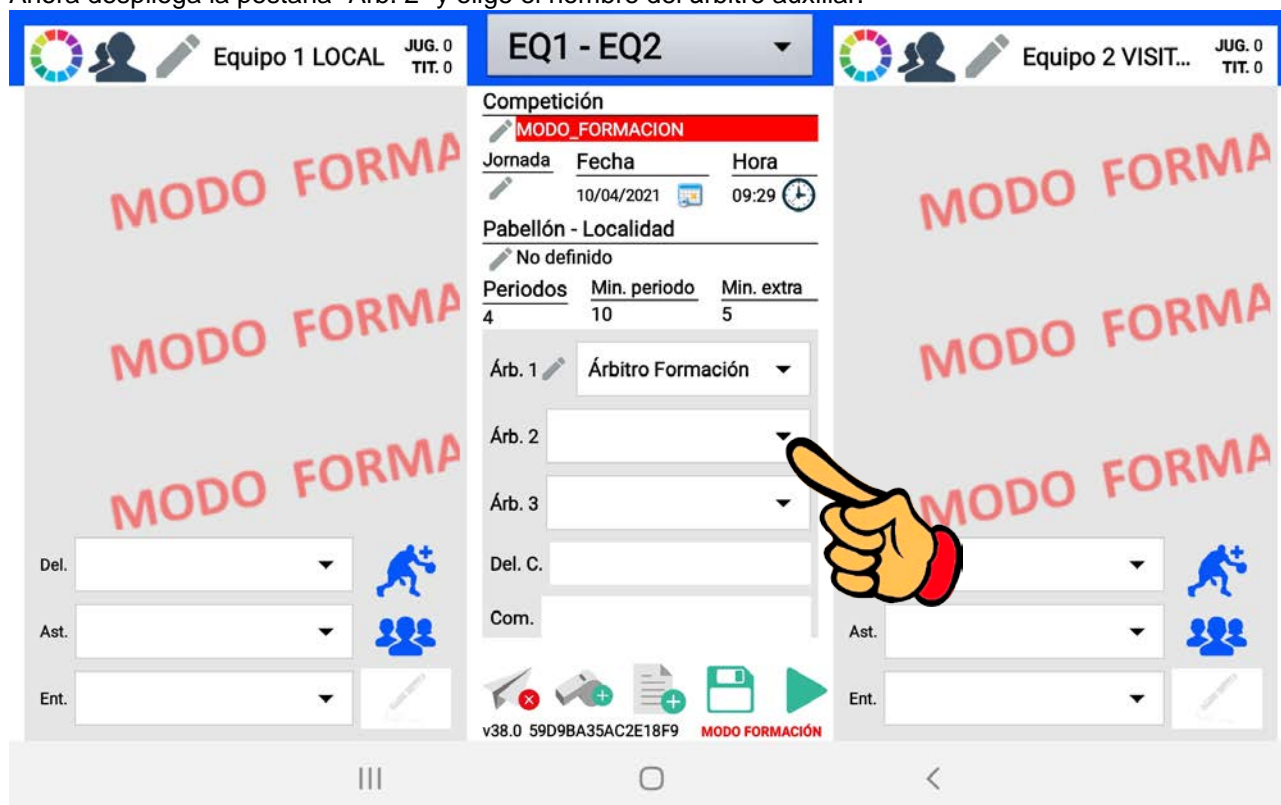 Ahora despliega la pestaña "Árb. 2" y elige el nombre del árbitro auxiliar.
Equipo 1 LOCAL
JUG. 0
TIT. 0
EQ1 - EQ2
Equipo 2 VISIT...
JUG. 0
TIT. 0
Competición
MODO_FORMACION
Jornada Fecha Hora
10/04/2021 09:29
Pabellón - Localidad
No definido
Periodos Min. periodo Min. extra
4 10 5
MODO FORMA
MODO FORMA
MODO FORMA
Árb. 1 Árbitro Formación
Árb. 2
Árb. 3
Del. C.
Com.
MODO FORMA
MODO FORMA
MODO FORMA
Del.
Ast.
Ent.
Ast.
Ent.
v38.0 59D9BA35AC2E18F9 MODO FORMACIÓN